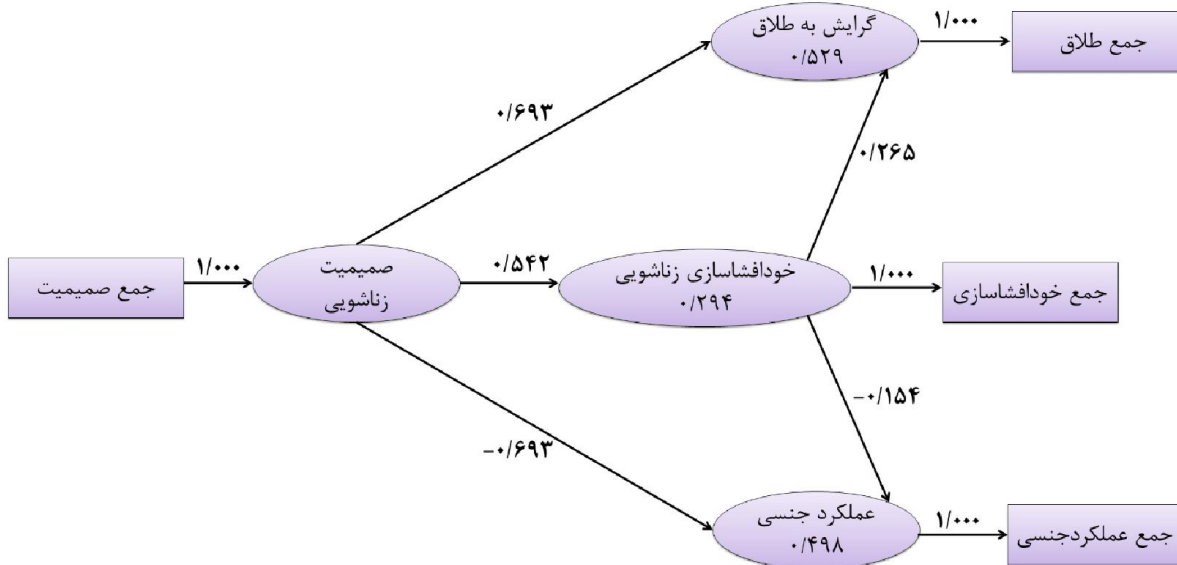 گرایش به طلاق
۰/۵۲۹
۱/۰۰۰
جمع طلاق
۰/۶۹۳
۰/۲۶۵
جمع صمیمیت
۱/۰۰۰
صمیمیت
زناشویی
۰/۵۴۲
خودافشاسازی زناشویی
۰/۲۹۴
۱/۰۰۰
جمع خودافشاسازی
-۰/۱۵۴
-۰/۶۹۳
عملکرد جنسی
۰/۴۹۸
۱/۰۰۰
جمع عملکردجنسی